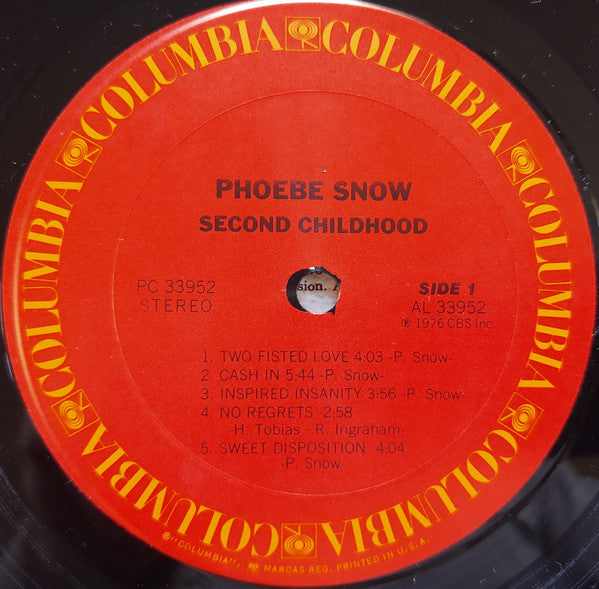 COLUMBIA COLUMBIA COLUMBIA COLUMBIA COLUMBIA COLUMBIA
PHOEBE SNOW
SECOND CHILDHOOD
PC 33952
STEREO
sion.
SIDE 1
AL 33952
℗ 1976 CBS Inc.
1. TWO FISTED LOVE 4:03 -P. Snow-
2. CASH IN 5:44 -P. Snow-
3. INSPIRED INSANITY 3:56 -P. Snow-
4. NO REGRETS 2:58
-H. Tobias - R. Ingraham-
5. SWEET DISPOSITION 4:04
-P. Snow-
®"COLUMBIA", MARCAS REG. PRINTED IN U.S.A.